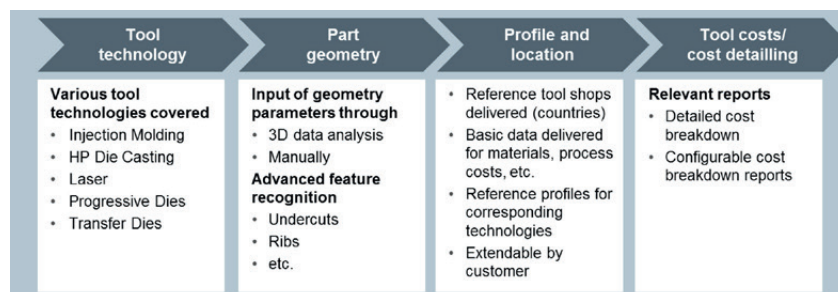 Tool
technology
Part
geometry
Profile and
location
Tool costs/
cost detailling
Various tool
technologies covered
• Injection Molding
• HP Die Casting
• Laser
• Progressive Dies
• Transfer Dies
Input of geometry
parameters through
• 3D data analysis
• Manually
Advanced feature
recognition
• Undercuts
• Ribs
• etc.
• Reference tool shops
delivered (countries)
• Basic data delivered
for materials, process
costs, etc.
• Reference profiles for
corresponding
technologies
• Extendable by
customer
Relevant reports
• Detailed cost
breakdown
• Configurable cost
breakdown reports